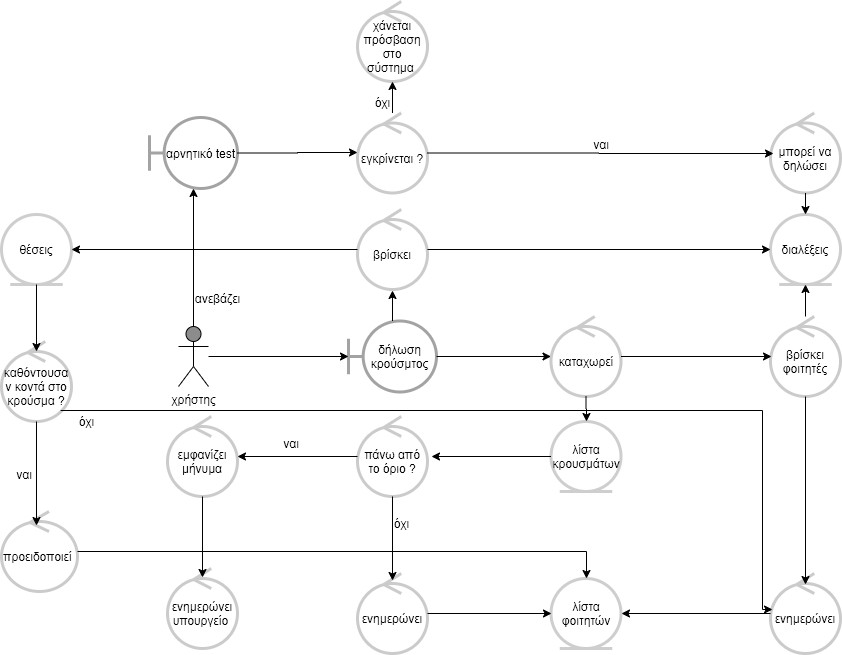 χάνεται
πρόσβαση
στο
σύστημα
όχι
αρνητικό test
εγκρίνεται ?
ναι
μπορεί να
δηλώσει
θέσεις
βρίσκει
διαλέξεις
ανεβάζει
χρήστης
δήλωση
κρούσμτος
καταχωρεί
βρίσκει
φοιτητές
καθόντουσα
ν κοντά στο
κρούσμα ?
όχι
ναι
εμφανίζει
μήνυμα
ναι
πάνω από
το όριο ?
λίστα
κρουσμάτων
όχι
προειδοποιεί
ενημερώνει
υπουργείο
ενημερώνει
λίστα
φοιτητών
ενημερώνει